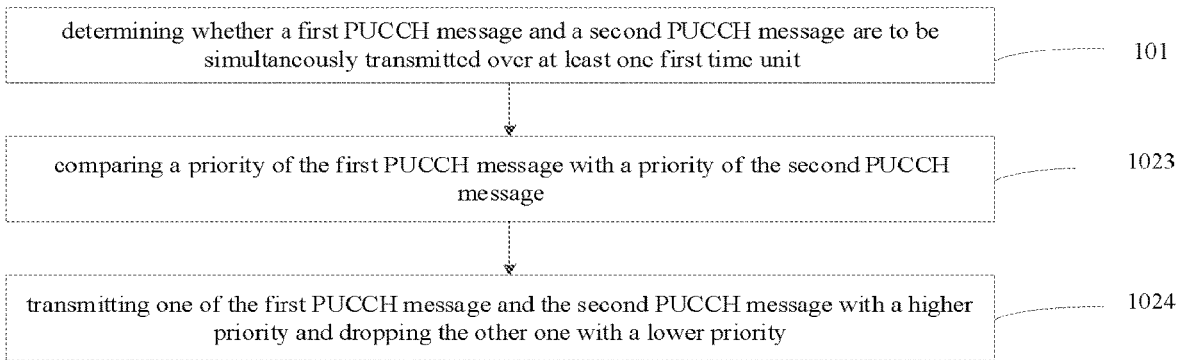 determining whether a first PUCCH message and a second PUCCH message are to be
simultaneously transmitted over at least one first time unit
101
comparing a priority of the first PUCCH message with a priority of the second PUCCH
message
1023
transmitting one of the first PUCCH message and the second PUCCH message with a higher
priority and dropping the other one with a lower priority
1024